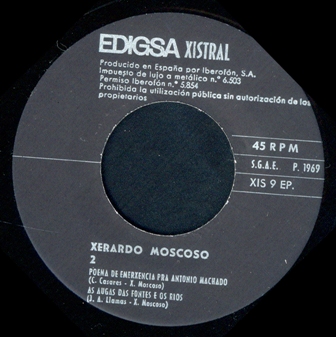 EDIGSA XISTRAL
Producido en España por Iberofón, S.A.
Impuesto de lujo a metálico n.º 6.503
Permiso Iberofón n.º 5.854
Prohibida la utilización pública sin autorización de los
propietarios
45 RPM
S.G.A.E. P. 1969
XIS 9 EP.
XERARDO MOSCOSO
2
POEMA DE EMERXENCIA PRA ANTONIO MACHADO
(C. Casares - X. Moscoso)
AS AUGAS DAS FONTES E OS RIOS
(J. A. Llamas - X. Moscoso)